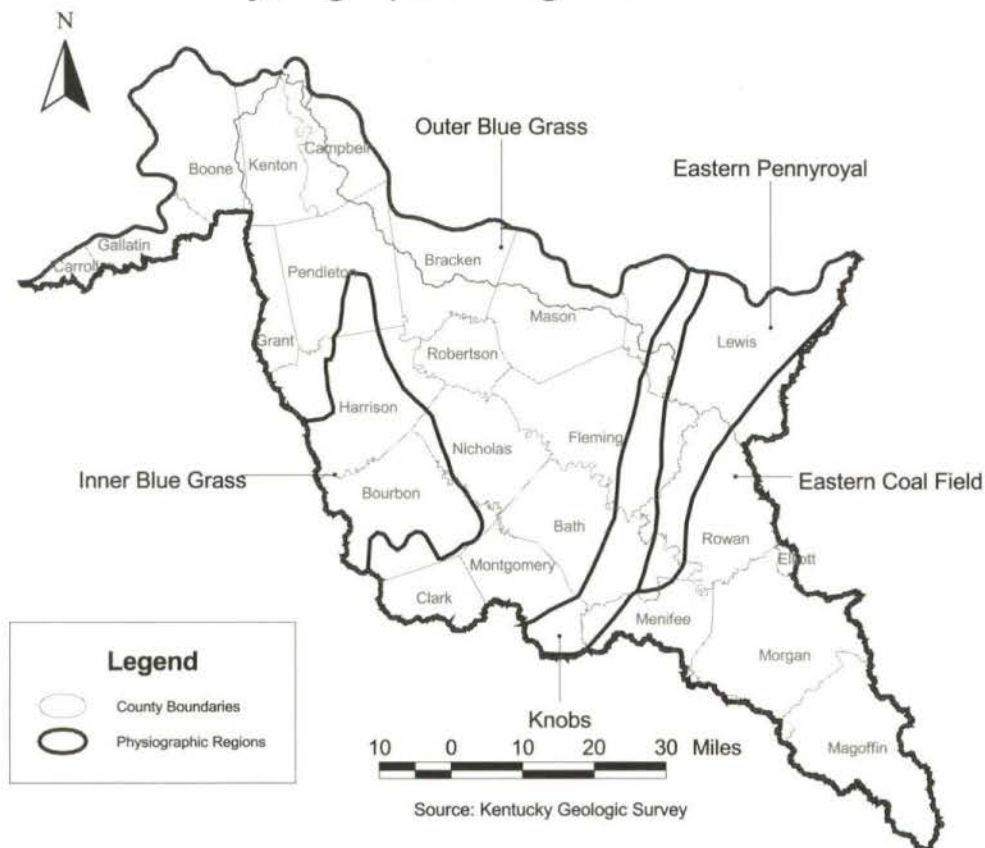 N
Outer Blue Grass
Eastern Pennyroyal
Campbell
Boone
Kenton
Gallatin
Carroll
Pendleton
Bracken
Mason
Grant
Robertson
Lewis
Harrison
Nicholas
Fleming
Inner Blue Grass
Bourbon
Eastern Coal Field
Bath
Rowan
Elliott
Montgomery
Clark
Menifee
Morgan
Magoffin
Knobs
Legend
County Boundaries
Physiographic Regions
10 0 10 20 30 Miles
Source: Kentucky Geologic Survey